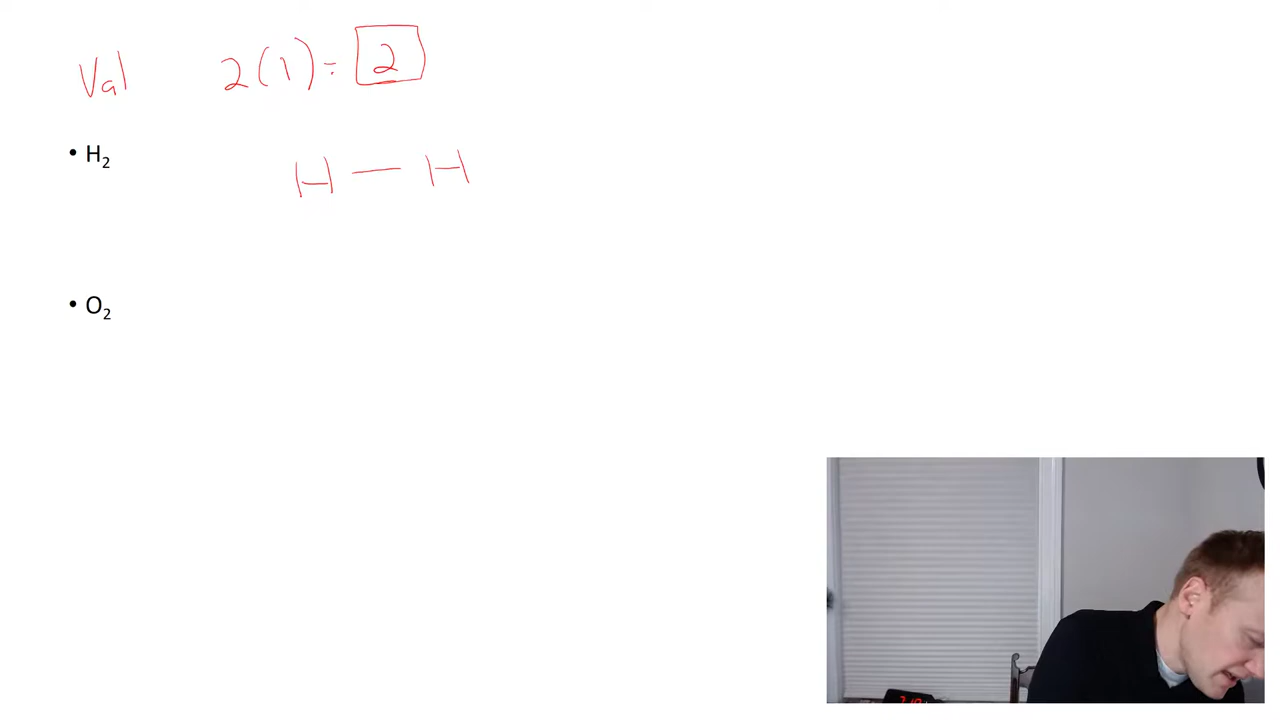 Val 2(1) = 2
• H₂ H — H
• O₂